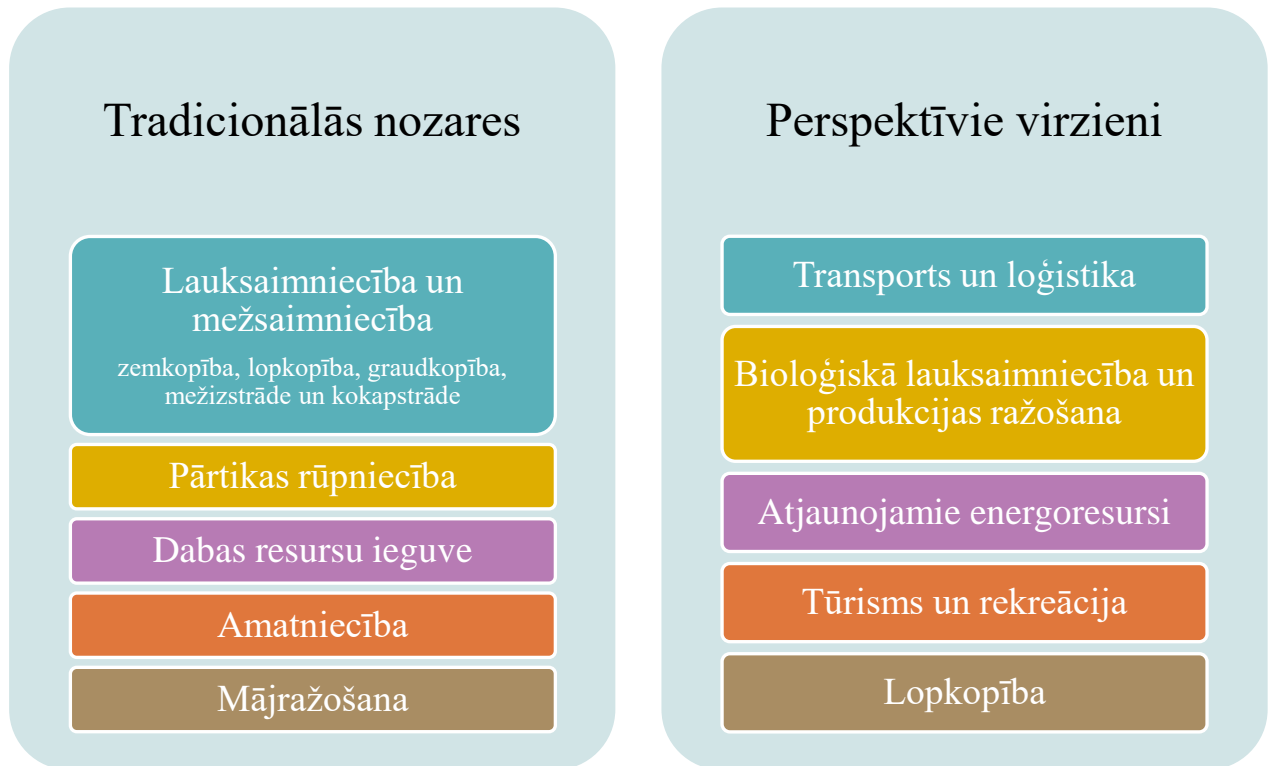 Tradicionālās nozares
Lauksaimniecība un
mežsaimniecība
zemkopība, lopkopība, graudkopība,
mežizstrāde un kokapstrāde
Pārtikas rūpniecība
Dabas resursu ieguve
Amatniecība
Mājražošana
Perspektīvie virzieni
Transports un loģistika
Bioloģiskā lauksaimniecība un
produkcijas ražošana
Atjaunojamie energoresursi
Tūrisms un rekreācija
Lopkopība